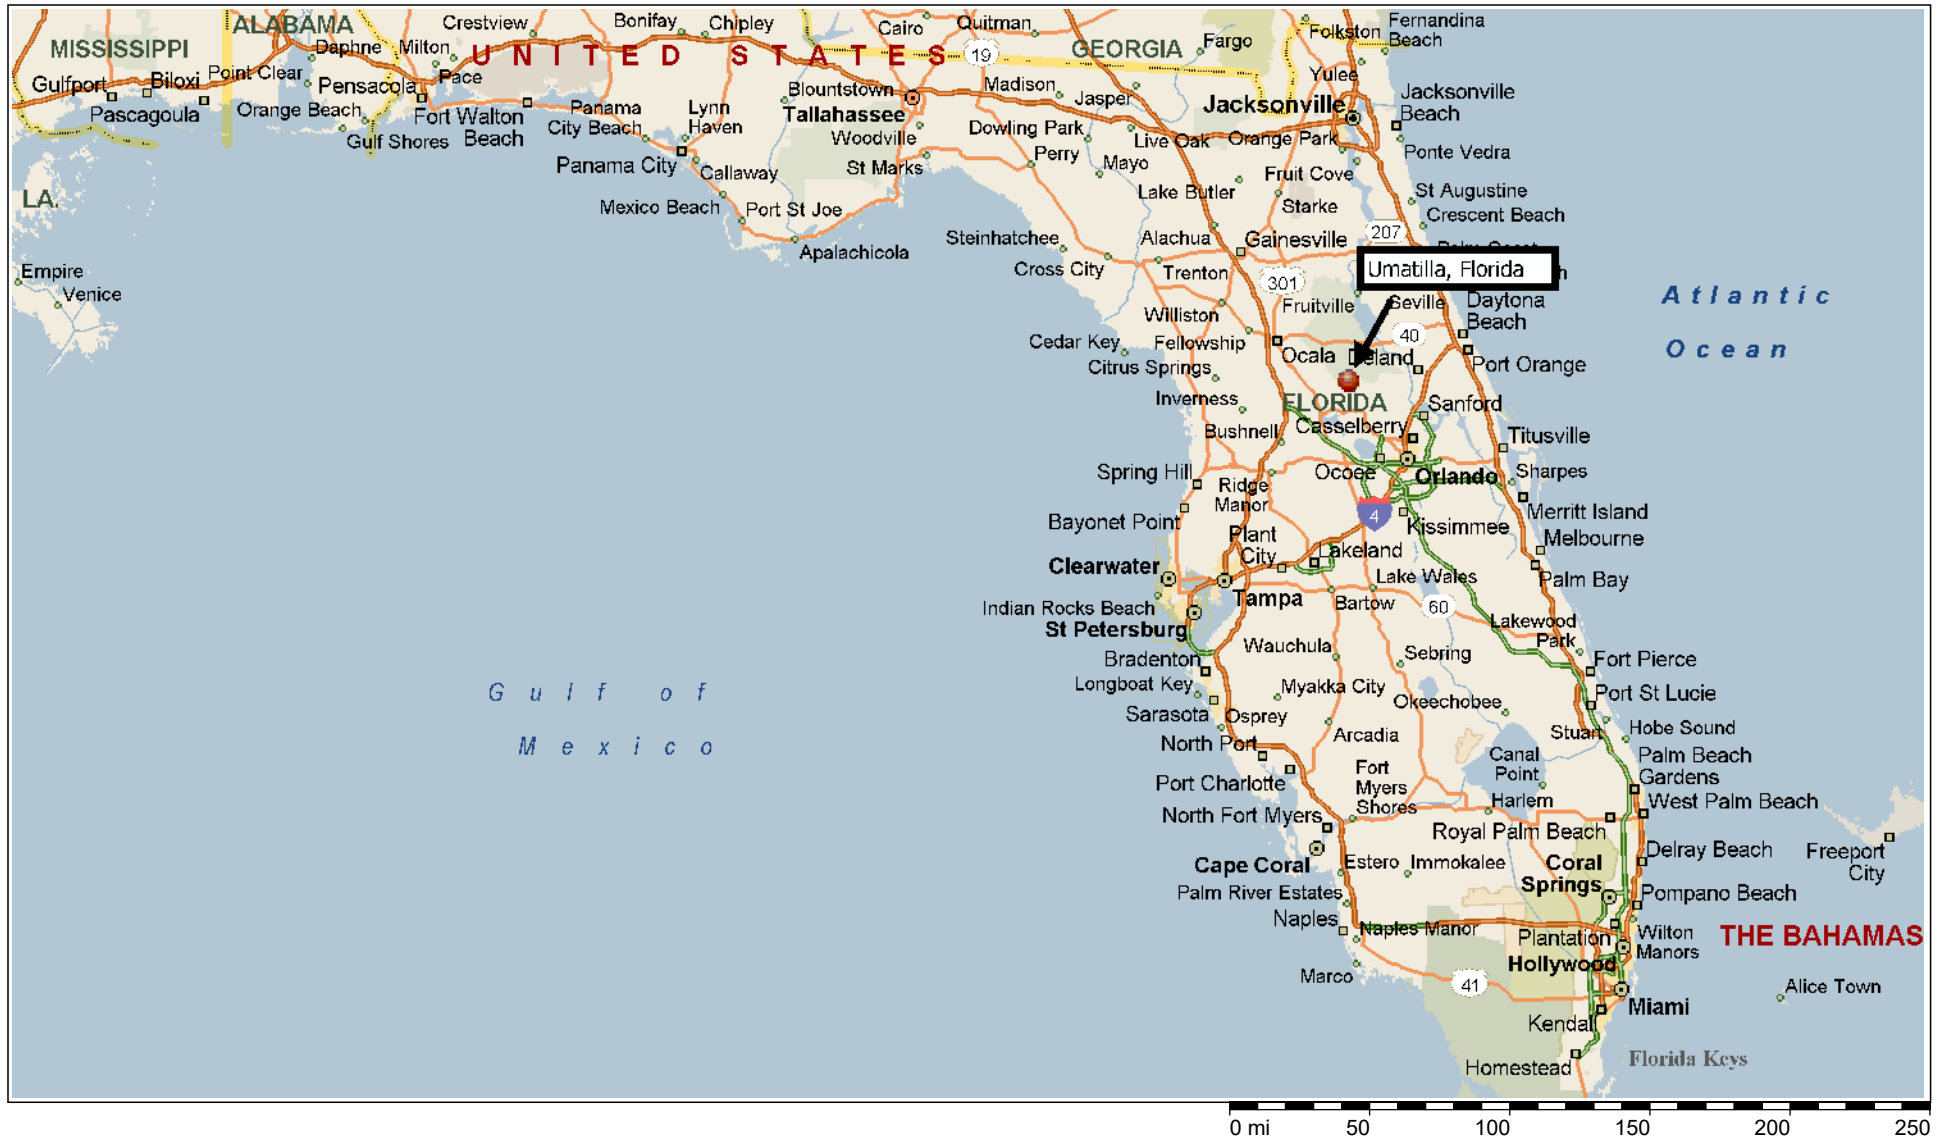 ALABAMA
Crestview
Bonifay
Chipley
Cairo
Quitman
Fernandina
Beach
Folkston
MISSISSIPPI
Daphne
Milton
UNITED STATES
19
GEORGIA
Fargo
Gulfport
Biloxi
Point Clear
Pensacola
Pace
Blountstown
Madison
Jasper
Yulee
Pascagoula
Orange Beach
Fort Walton
Beach
Panama
City Beach
Lynn
Haven
Tallahassee
Jacksonville
Jacksonville
Beach
Gulf Shores
Woodville
Dowling Park
Live Oak
Orange Park
Ponte Vedra
Panama City
Callaway
St Marks
Perry
Mayo
Fruit Cove
LA.
Mexico Beach
Port St Joe
Lake Butler
Starke
St Augustine
Crescent Beach
Apalachicola
Steinhatchee
Alachua
Gainesville
207
Cross City
Trenton
Umatilla, Florida
Empire
Venice
301
Fruitville
Seville
Daytona
Beach
Atlantic
Ocean
Williston
40
Cedar Key
Fellowship
Ocala
Deland
Port Orange
Citrus Springs
Inverness
FLORIDA
Sanford
Bushnell
Casselberry
Titusville
Spring Hill
Ridge
Manor
Ocoee
Orlando
Sharpes
Bayonet Point
4
Merritt Island
Plant
City
Kissimmee
Melbourne
Clearwater
Lakeland
Palm Bay
Lake Wales
Indian Rocks Beach
Tampa
Bartow
60
St Petersburg
Lakewood
Park
Wauchula
Sebring
Bradenton
Fort Pierce
Longboat Key
Myakka City
Okeechobee
Port St Lucie
Gulf of
Mexico
Sarasota
Osprey
Arcadia
Stuart
Hobe Sound
North Port
Canal
Point
Palm Beach
Gardens
Port Charlotte
Fort
Myers
Shores
Harlem
West Palm Beach
North Fort Myers
Royal Palm Beach
Delray Beach
Freeport
City
Cape Coral
Estero
Immokalee
Coral
Springs
Palm River Estates
Pompano Beach
Naples
Naples Manor
Plantation
Wilton
Manors
THE BAHAMAS
Hollywood
Marco
41
Alice Town
Miami
Kendall
Florida Keys
Homestead
0 mi 50 100 150 200 250